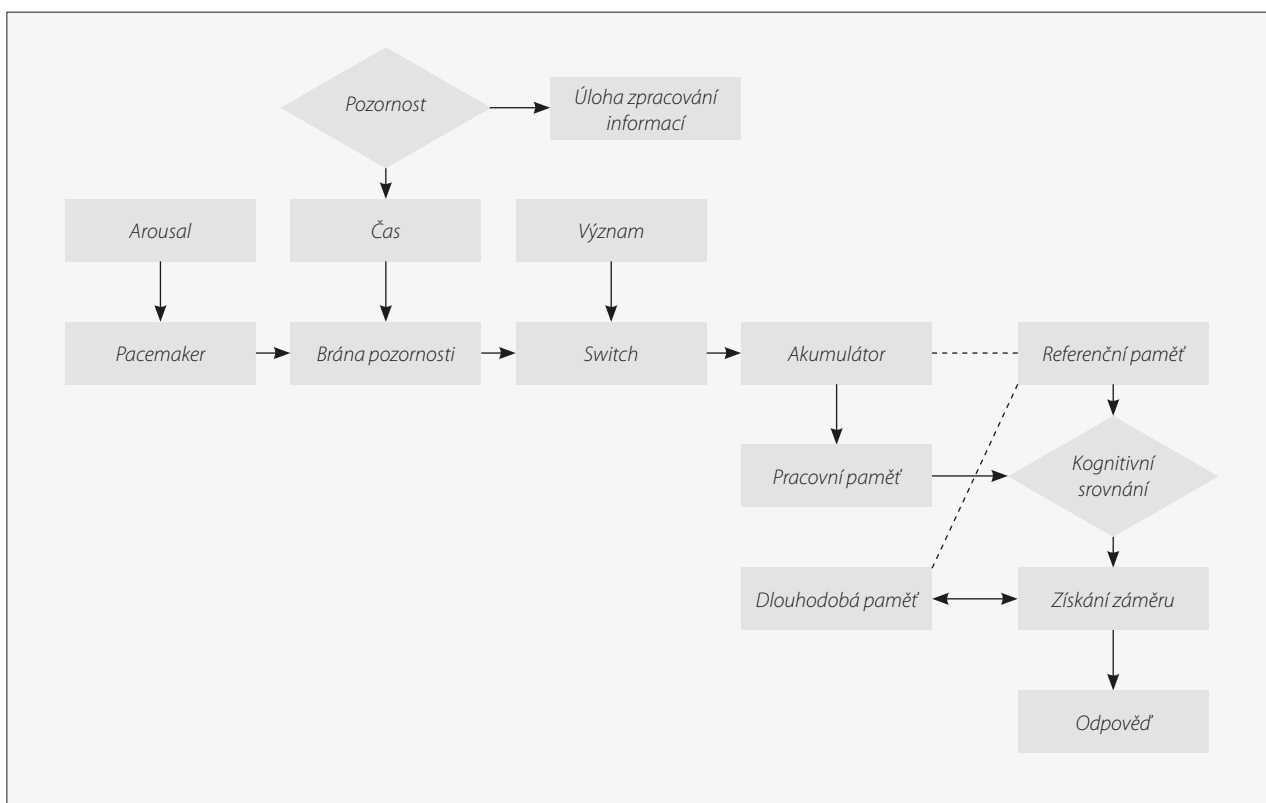 Pozornost
Úloha zpracování
informací
Arousal
Čas
Význam
Pacemaker
Brána pozornosti
Switch
Akumulátor
Referenční paměť
Pracovní paměť
Kognitivní
srovnání
Dlouhodobá paměť
Získání záměru
Odpověď